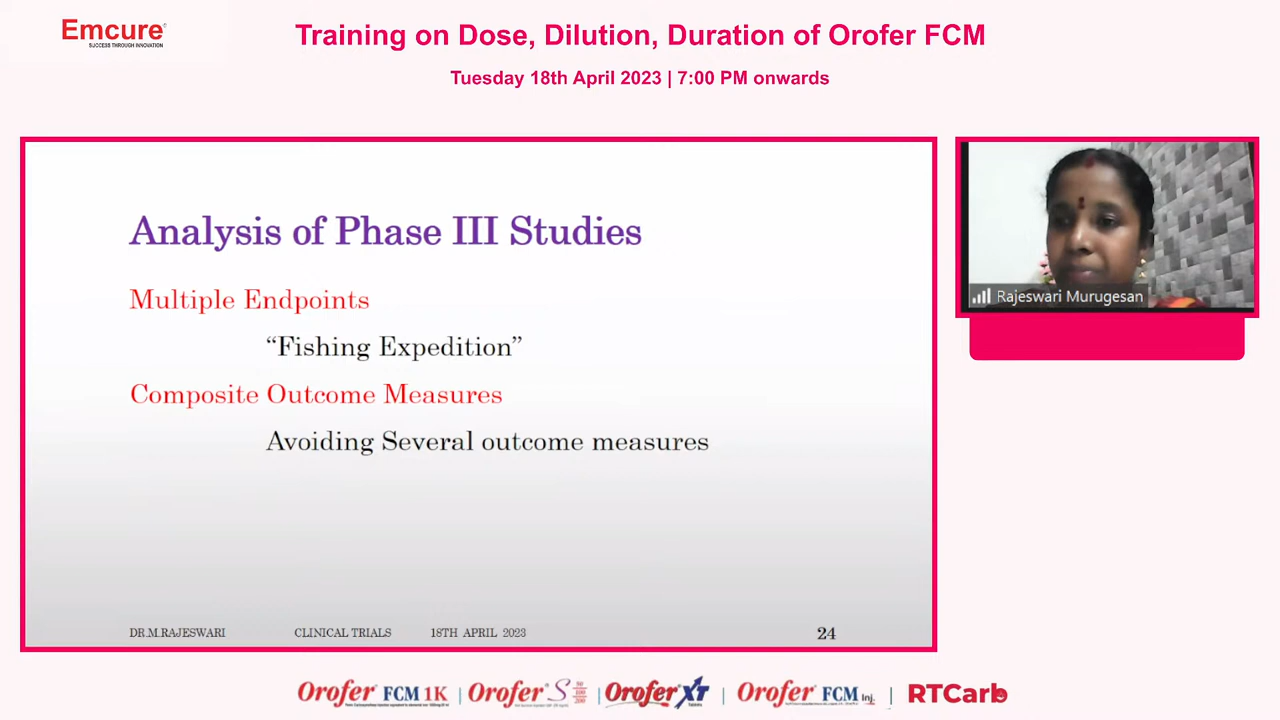 Emcure
SUCCESS THROUGH INNOVATION
Training on Dose, Dilution, Duration of Orofer FCM
Tuesday 18th April 2023 | 7:00 PM onwards
Analysis of Phase III Studies
Multiple Endpoints
“Fishing Expedition”
Composite Outcome Measures
Avoiding Several outcome measures
DR.M.RAJESWARI CLINICAL TRIALS 18TH APRIL 2023 24
Rajeswari Murugesan
Orofer FCM 1K | Orofer S | Orofer XT | Orofer FCM Inj. | RTCarb